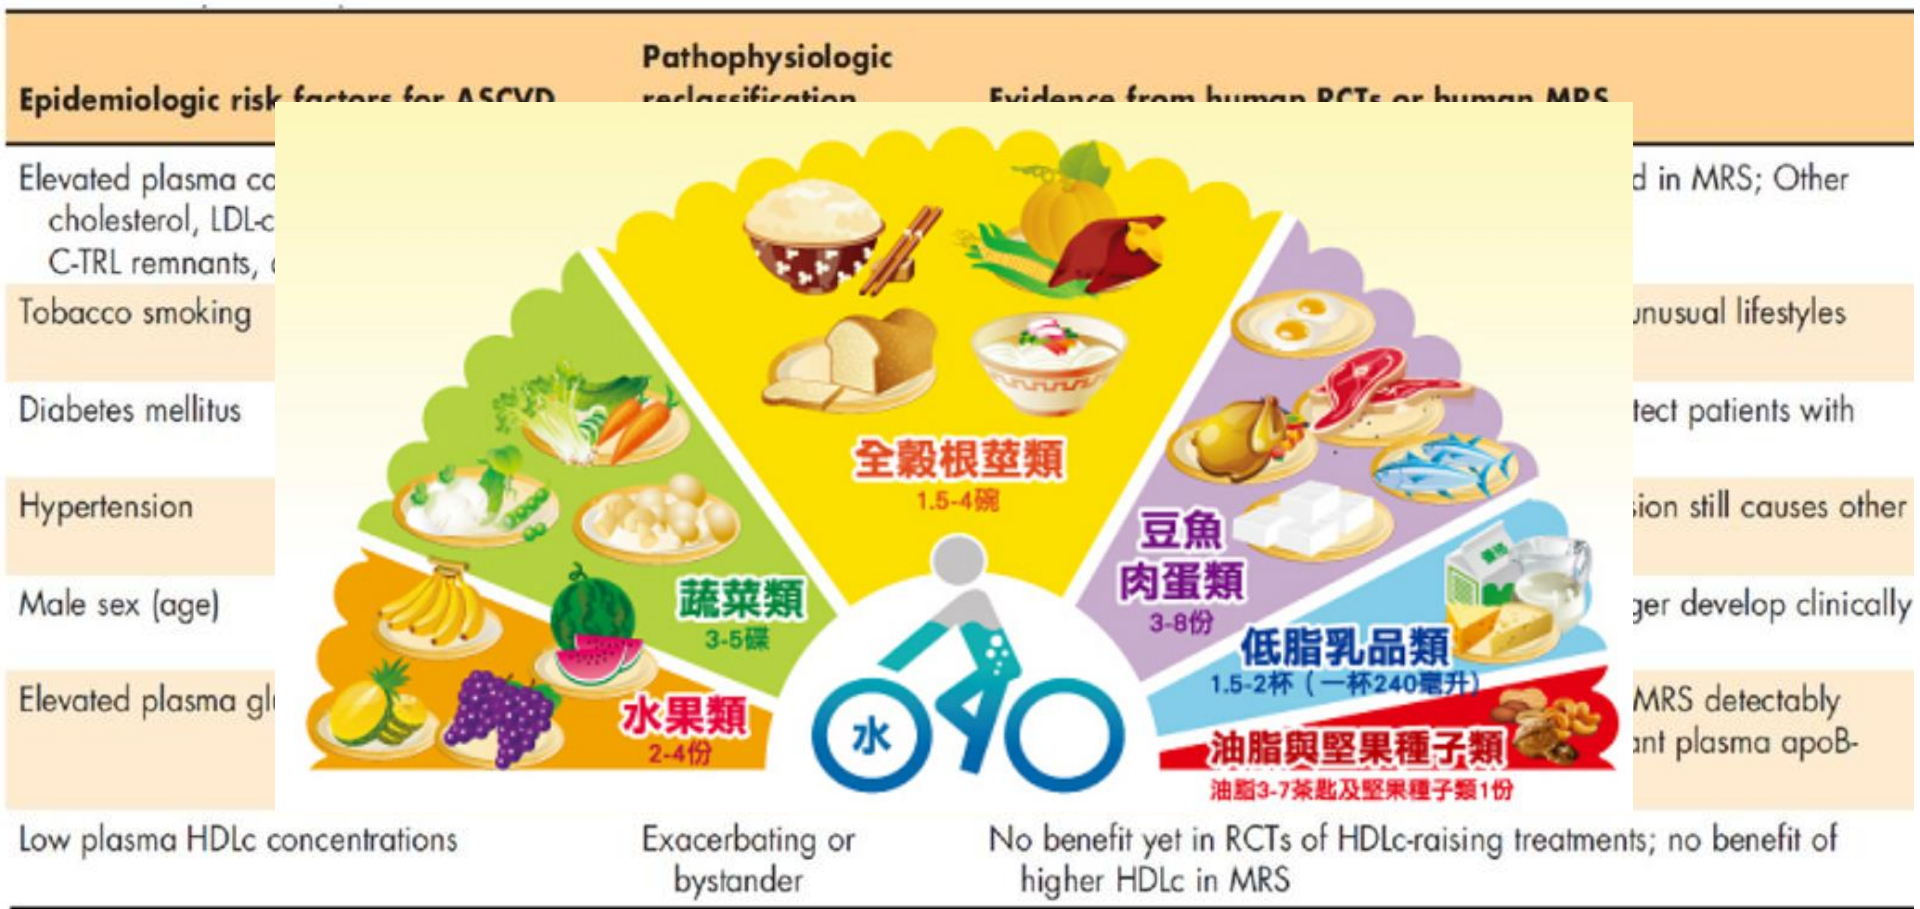 Pathophysiologic
Epidemiologic risk factors for ASCVD
reclassification
Evidence from human RCTs or human MRS
Elevated plasma
cholesterol,
C-TRL remnants,
d in MRS; Other
Tobacco smoking
unusual lifestyles
Diabetes mellitus
tect patients with
Hypertension
sion still causes other
Male sex (age)
ger develop clinically
Elevated plasma
MRS detectably
ant plasma apoB-
Low plasma HDLc concentrations
Exacerbating or
bystander
No benefit yet in RCTs of HDLc-raising treatments; no benefit of
higher HDLc in MRS
全穀根莖類
1.5-4碗
豆魚
肉蛋類
3-8份
蔬菜類
3-5碟
低脂乳品類
1.5-2杯（一杯240毫升）
水果類
2-4份
水
油脂與堅果種子類
油脂3-7茶匙及堅果種子類1份